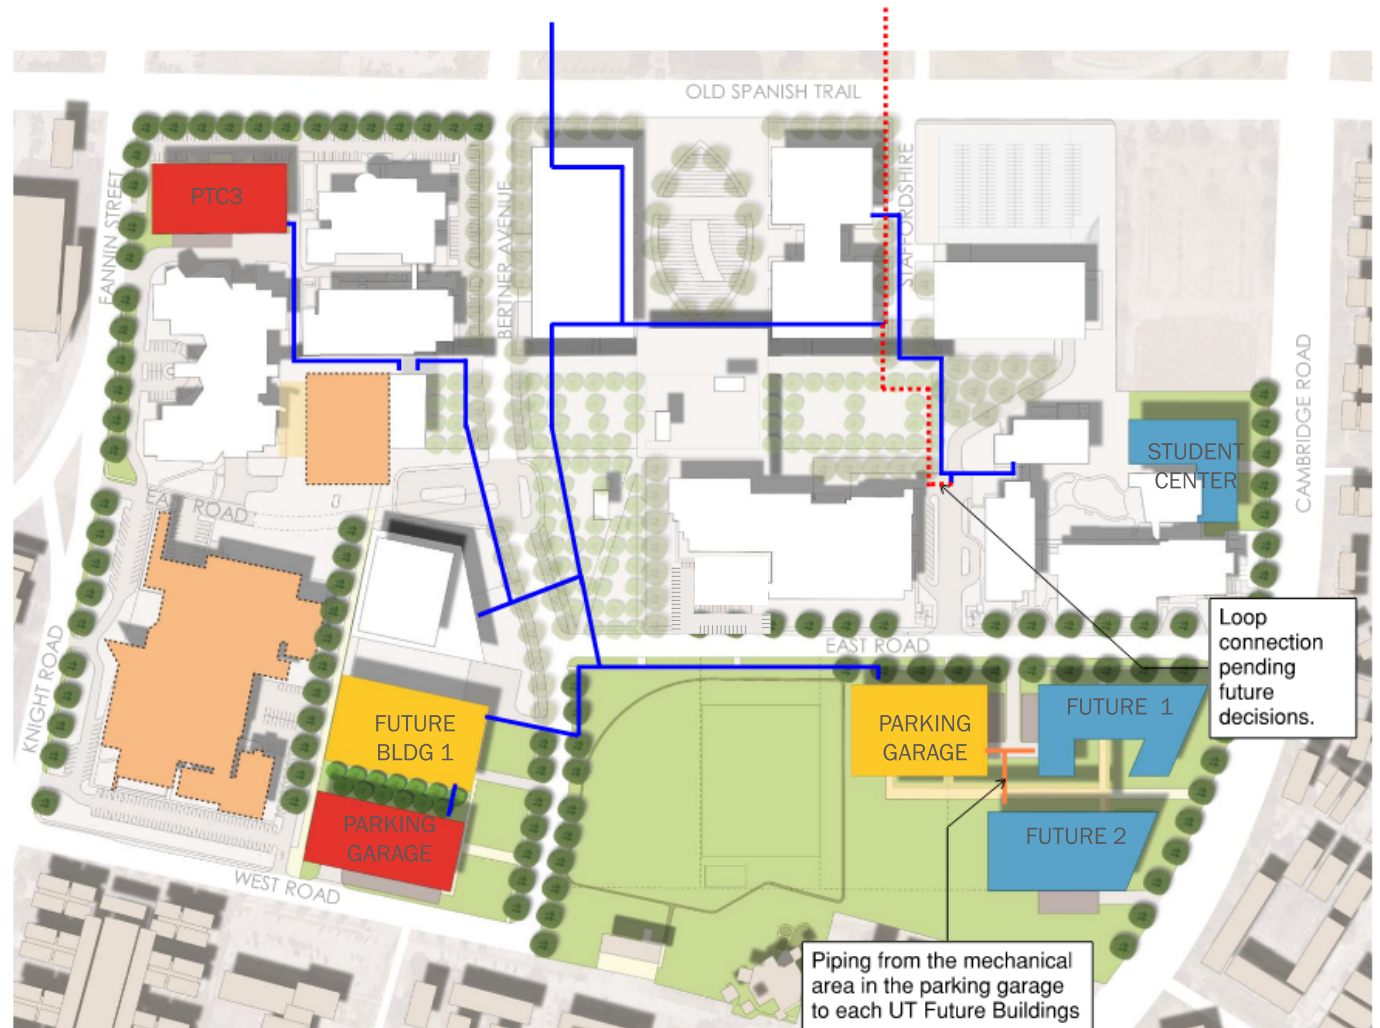 OLD SPANISH TRAIL
PTC3
FANNIN STREET
BERTNER AVENUE
STAFFORDSHIRE
CAMBRIDGE ROAD
STUDENT
CENTER
EAST ROAD
KNIGHT ROAD
EAST ROAD
Loop
connection
pending
future
decisions.
FUTURE
BLDG 1
PARKING
GARAGE
FUTURE 1
PARKING
GARAGE
FUTURE 2
WEST ROAD
Piping from the mechanical
area in the parking garage
to each UT Future Buildings